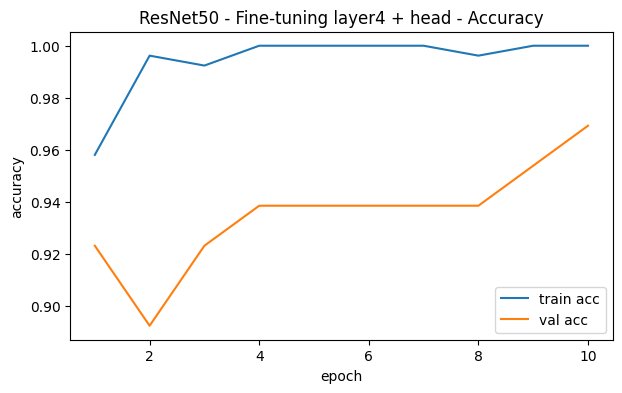 ResNet50 - Fine-tuning layer4 + head - Accuracy
1.00
0.98
0.96
0.94
0.92
0.90
accuracy
train acc
val acc
2 4 6 8 10
epoch